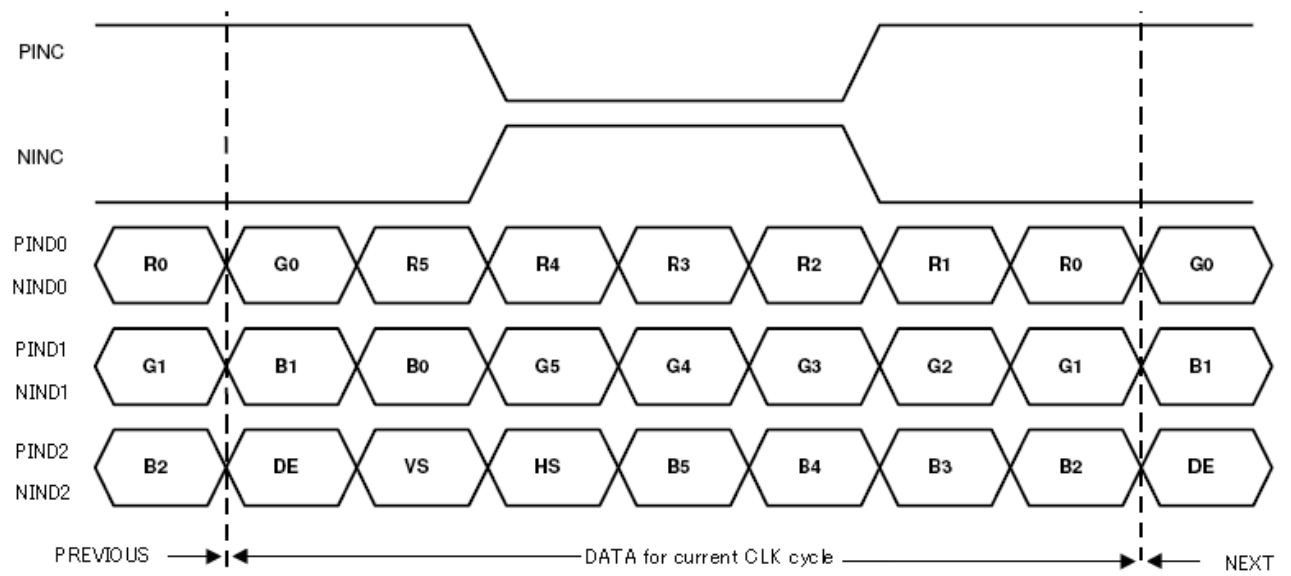 PINC
NINC
PIND0
NIND0
R0 G0 R5 R4 R3 R2 R1 R0 G0
PIND1
NIND1
G1 B1 B0 G5 G4 G3 G2 G1 B1
PIND2
NIND2
B2 DE VS HS B5 B4 B3 B2 DE
PREVIOUS DATA for current CLK cycle NEXT